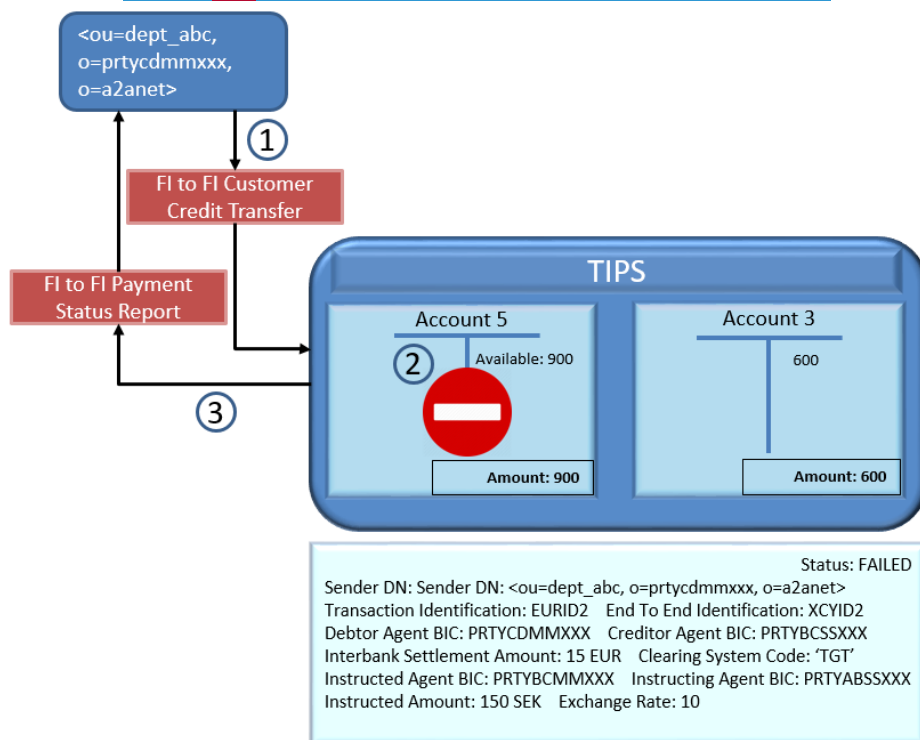 <ou=dept_abc,
o=prtycdmmxxx,
o=a2anet>
1
FI to FI Customer
Credit Transfer
FI to FI Payment
Status Report
TIPS
Account 5
Account 3
2
Available: 900
600
3
Amount: 900
Amount: 600
Status: FAILED
Sender DN: Sender DN: <ou=dept_abc, o=prtycdmmxxx, o=a2anet>
Transaction Identification: EURID2 End To End Identification: XCYID2
Debtor Agent BIC: PRTYCDMMXXX Creditor Agent BIC: PRTYBCSSXXX
Interbank Settlement Amount: 15 EUR Clearing System Code: ‘TGT’
Instructed Agent BIC: PRTYBCMMXXX Instructing Agent BIC: PRTYABSSXXX
Instructed Amount: 150 SEK Exchange Rate: 10